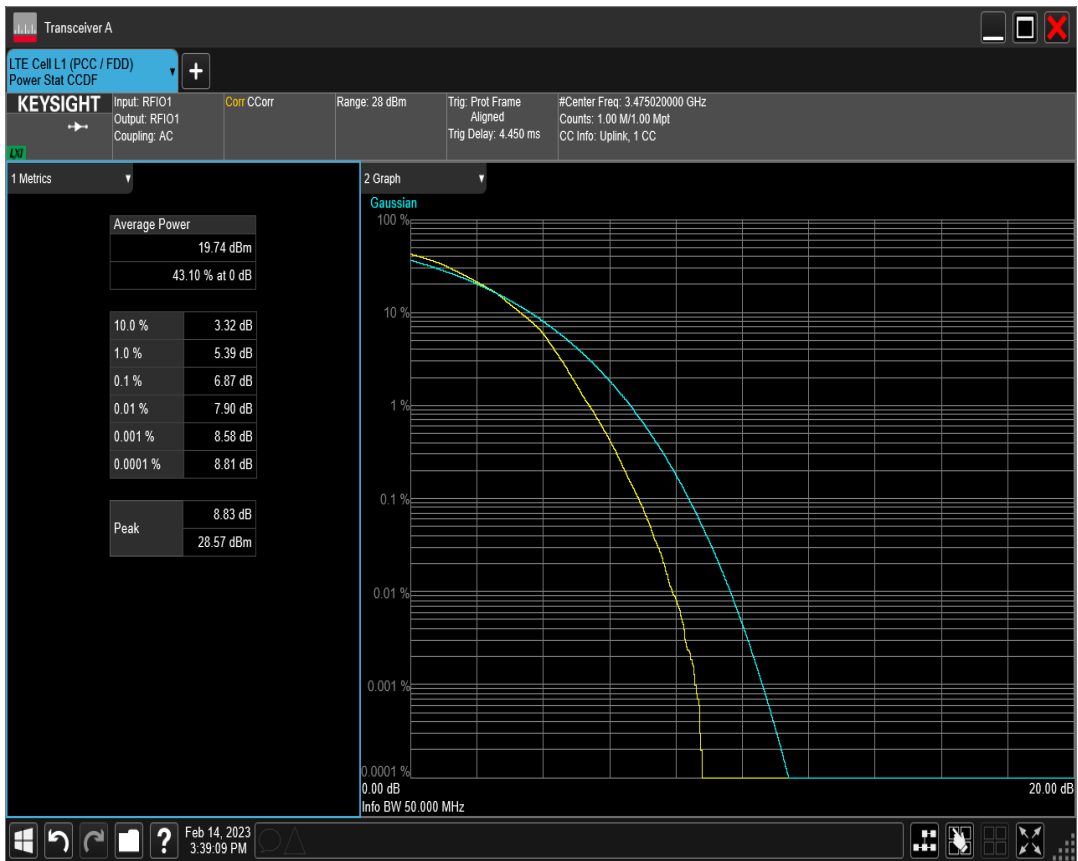 Transceiver A
LTE Cell L1 (PCC / FDD)
Power Stat CCDF
KEYSIGHT
LXI
Input: RFIO1
Output: RFIO1
Coupling: AC
Corr CCorr
Range: 28 dBm
Trig: Prot Frame
Aligned
Trig Delay: 4.450 ms
#Center Freq: 3.475020000 GHz
Counts: 1.00 M/1.00 Mpt
CC Info: Uplink, 1 CC
1 Metrics
Average Power
19.74 dBm
43.10 % at 0 dB
10.0 % 3.32 dB
1.0 % 5.39 dB
0.1 % 6.87 dB
0.01 % 7.90 dB
0.001 % 8.58 dB
0.0001 % 8.81 dB
Peak
8.83 dB
28.57 dBm
2 Graph
Gaussian
100 %
10 %
1 %
0.1 %
0.01 %
0.001 %
0.0001 %
0.00 dB 20.00 dB
Info BW 50.000 MHz
?
Feb 14, 2023
3:39:09 PM